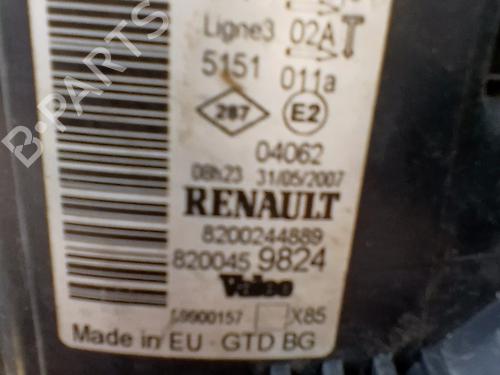 Ligne3 02A
5151 011a
287 E2
04062
08h23 31/05/2007
RENAULT
8200244889
820045 9824
Valeo
69900157 X85
Made in EU - GTD BG
B-PARTS